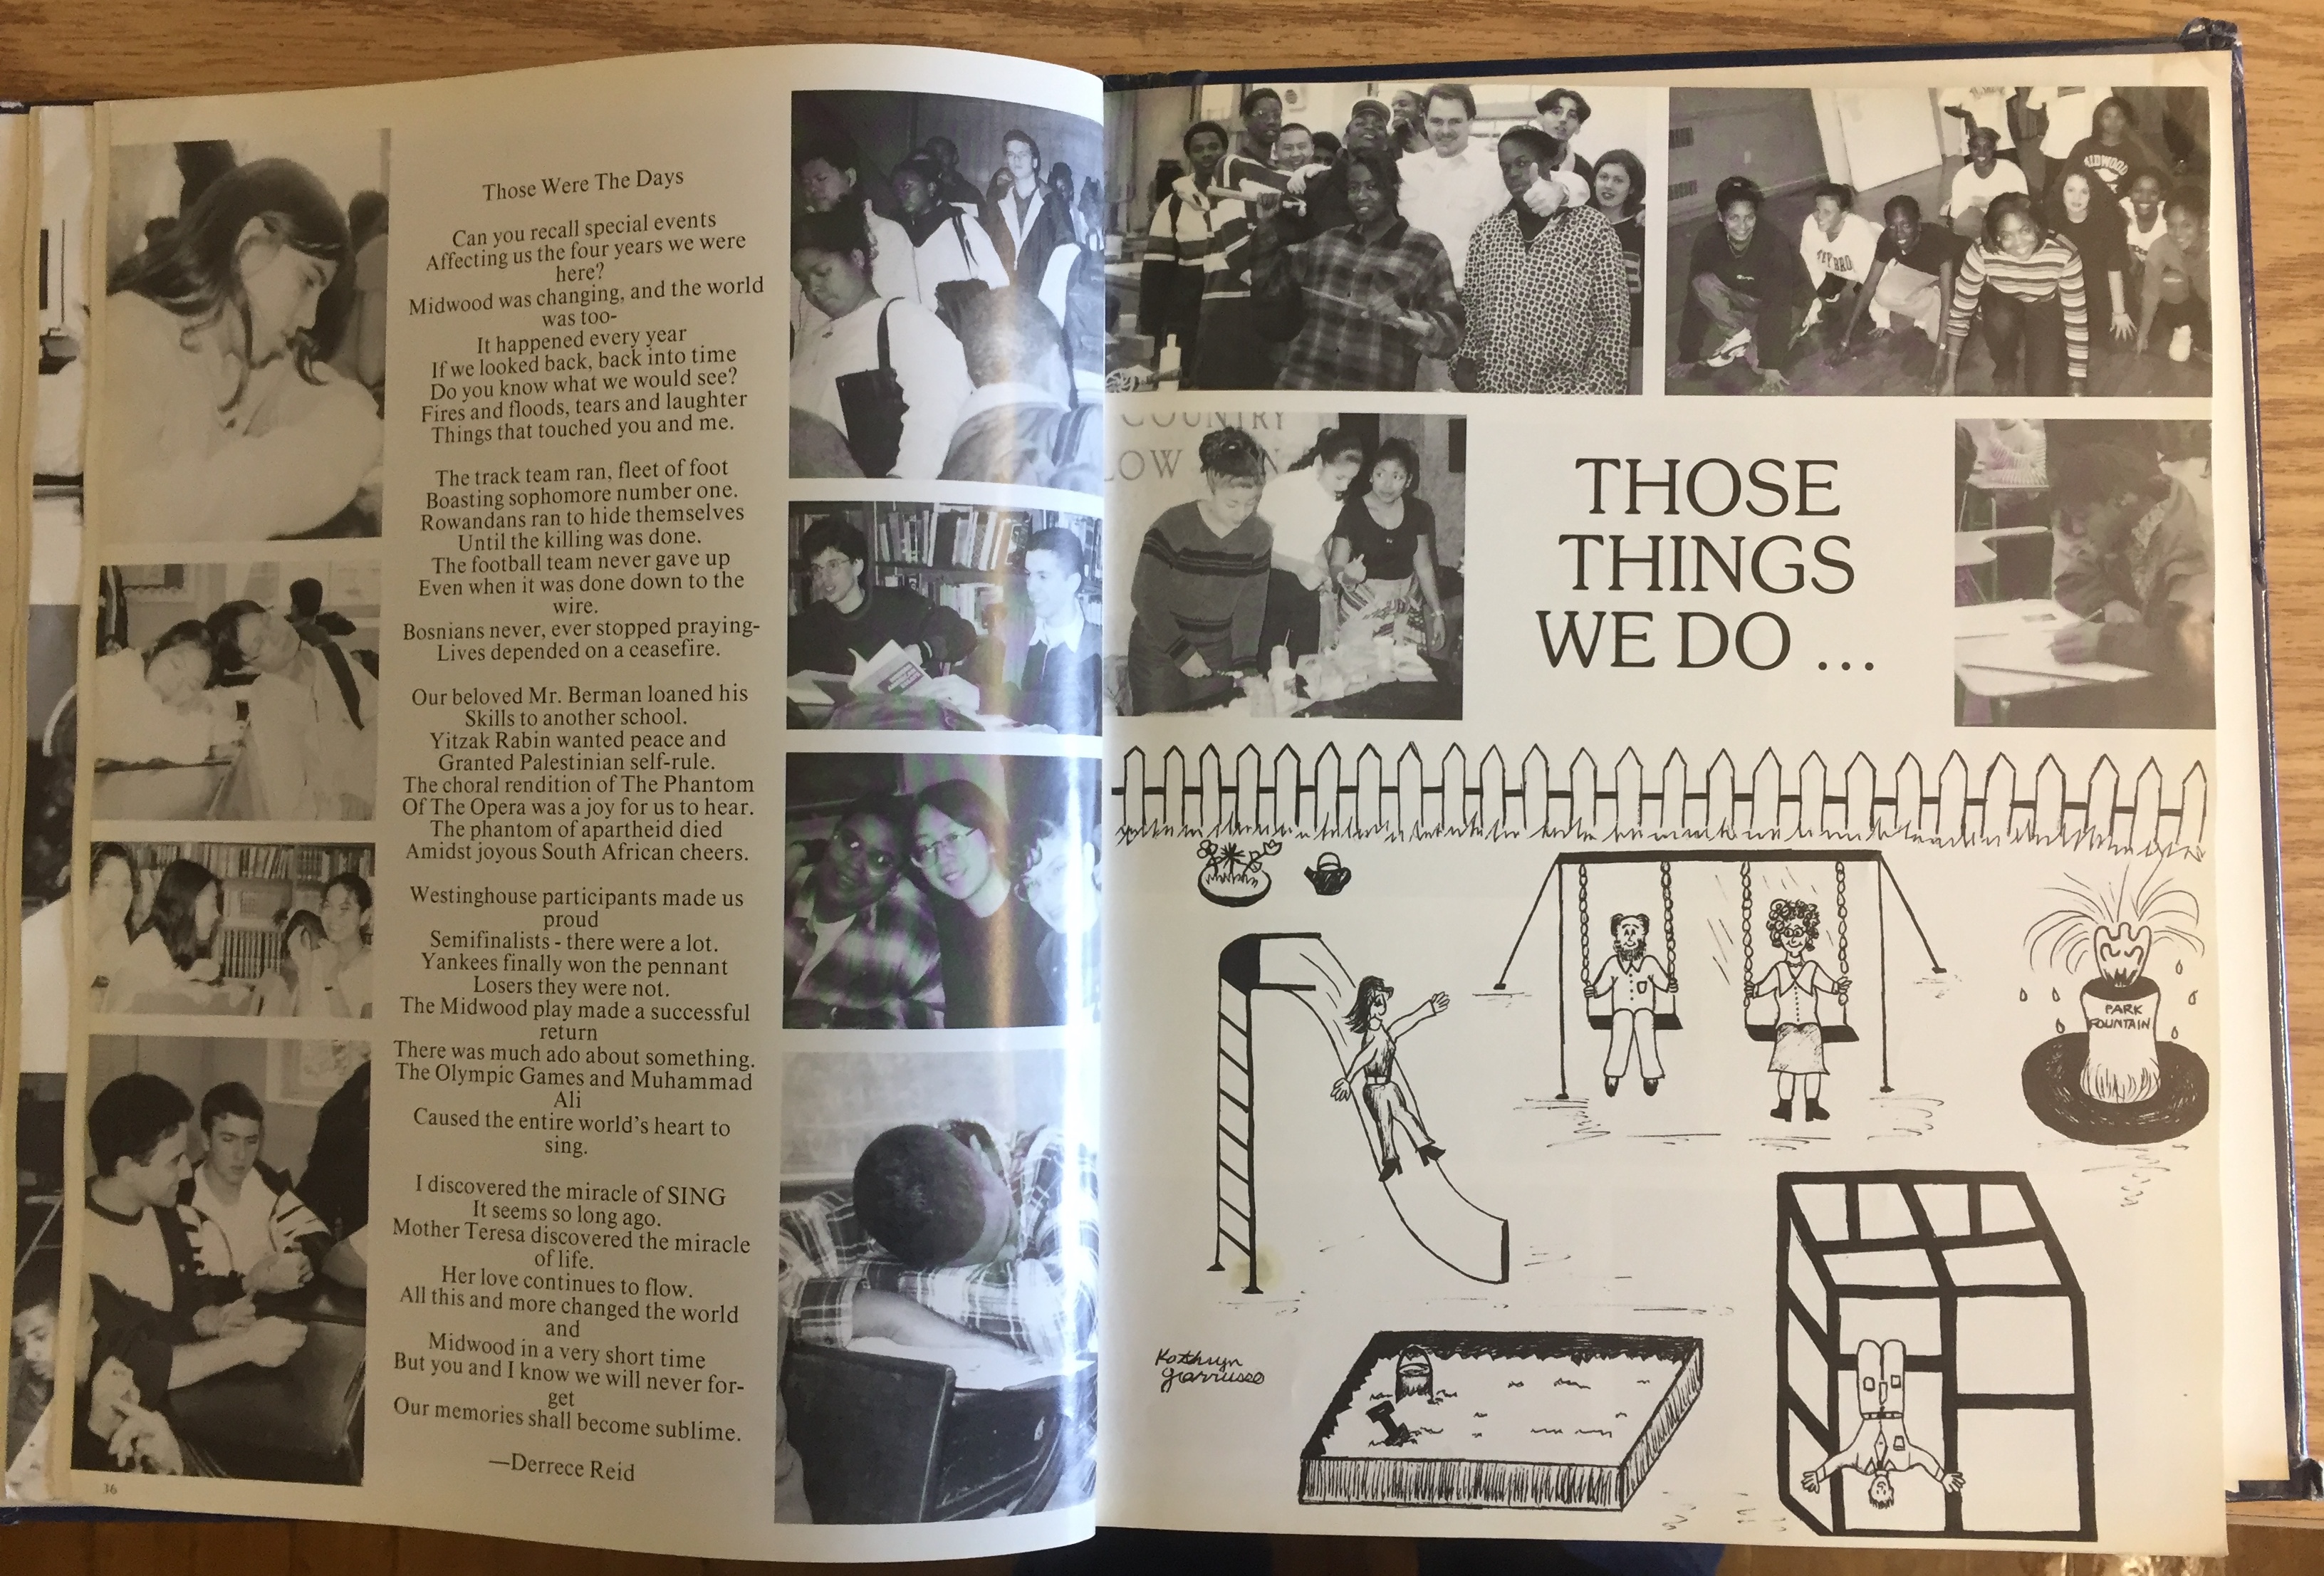 Those Were The Days
Can you recall special events
Affecting us the four years we were
here?
Midwood was changing, and the world
was too-
It happened every year
If we looked back, back into time
Do you know what we would see?
Fires and floods, tears and laughter
Things that touched you and me.
The track team ran, fleet of foot
Boasting sophomore number one.
Rowandans ran to hide themselves
Until the killing was done.
The football team never gave up
Even when it was done down to the
wire.
Bosnians never, ever stopped praying-
Lives depended on a ceasefire.
Our beloved Mr. Berman loaned his
Skills to another school.
Yitzak Rabin wanted peace and
Granted Palestinian self-rule.
The choral rendition of The Phantom
Of The Opera was a joy for us to hear.
The phantom of apartheid died
Amidst joyous South African cheers.
Westinghouse participants made us
proud
Semifinalists - there were a lot.
Yankees finally won the pennant
Losers they were not.
The Midwood play made a successful
return
There was much ado about something.
The Olympic Games and Muhammad
Ali
Caused the entire world's heart to
sing.
I discovered the miracle of SING
It seems so long ago.
Mother Teresa discovered the miracle
of life.
Her love continues to flow.
All this and more changed the world
and
Midwood in a very short time
But you and I know we will never for-
get
Our memories shall become sublime.
—Derrece Reid
36
MIDWOOD
COUNTRY
LOW
THOSE
THINGS
WE DO ...
PARK
FOUNTAIN
Kathryn